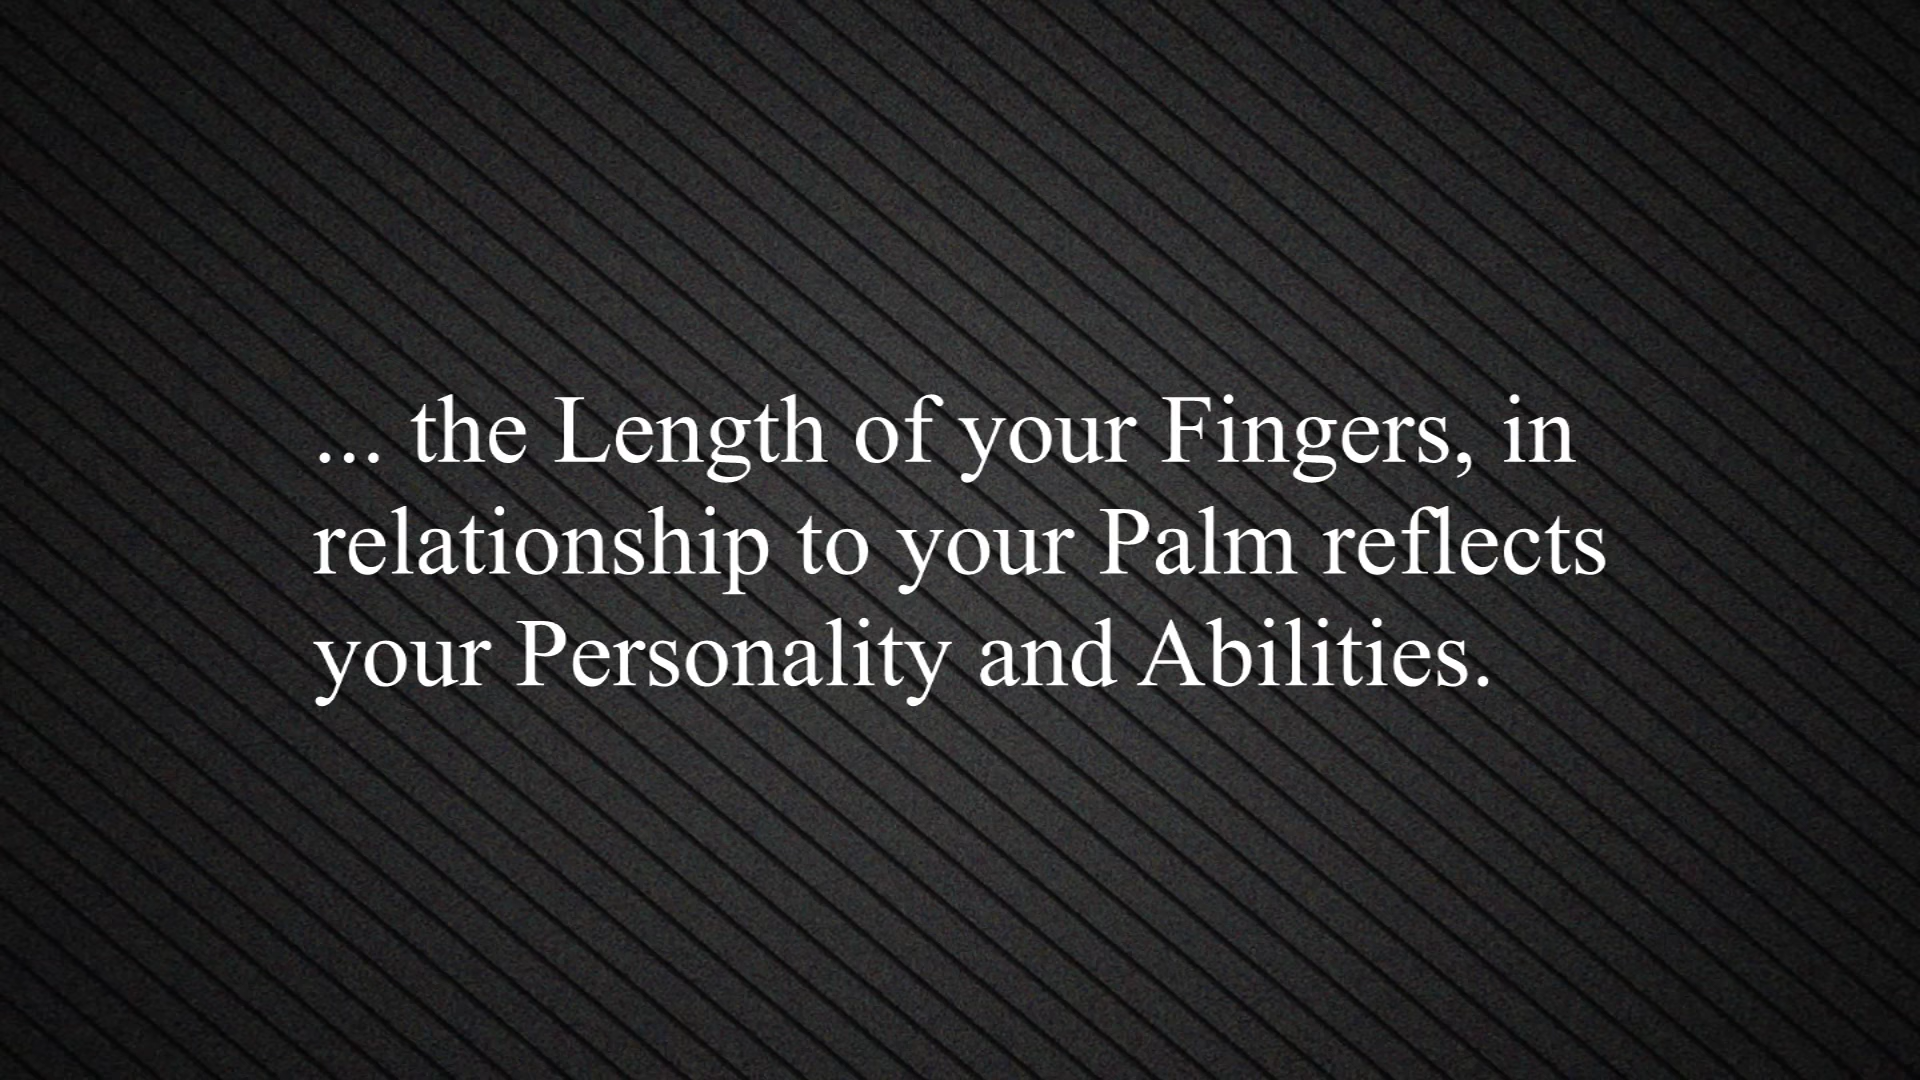 ... the Length of your Fingers, in
relationship to your Palm reflects
your Personality and Abilities.